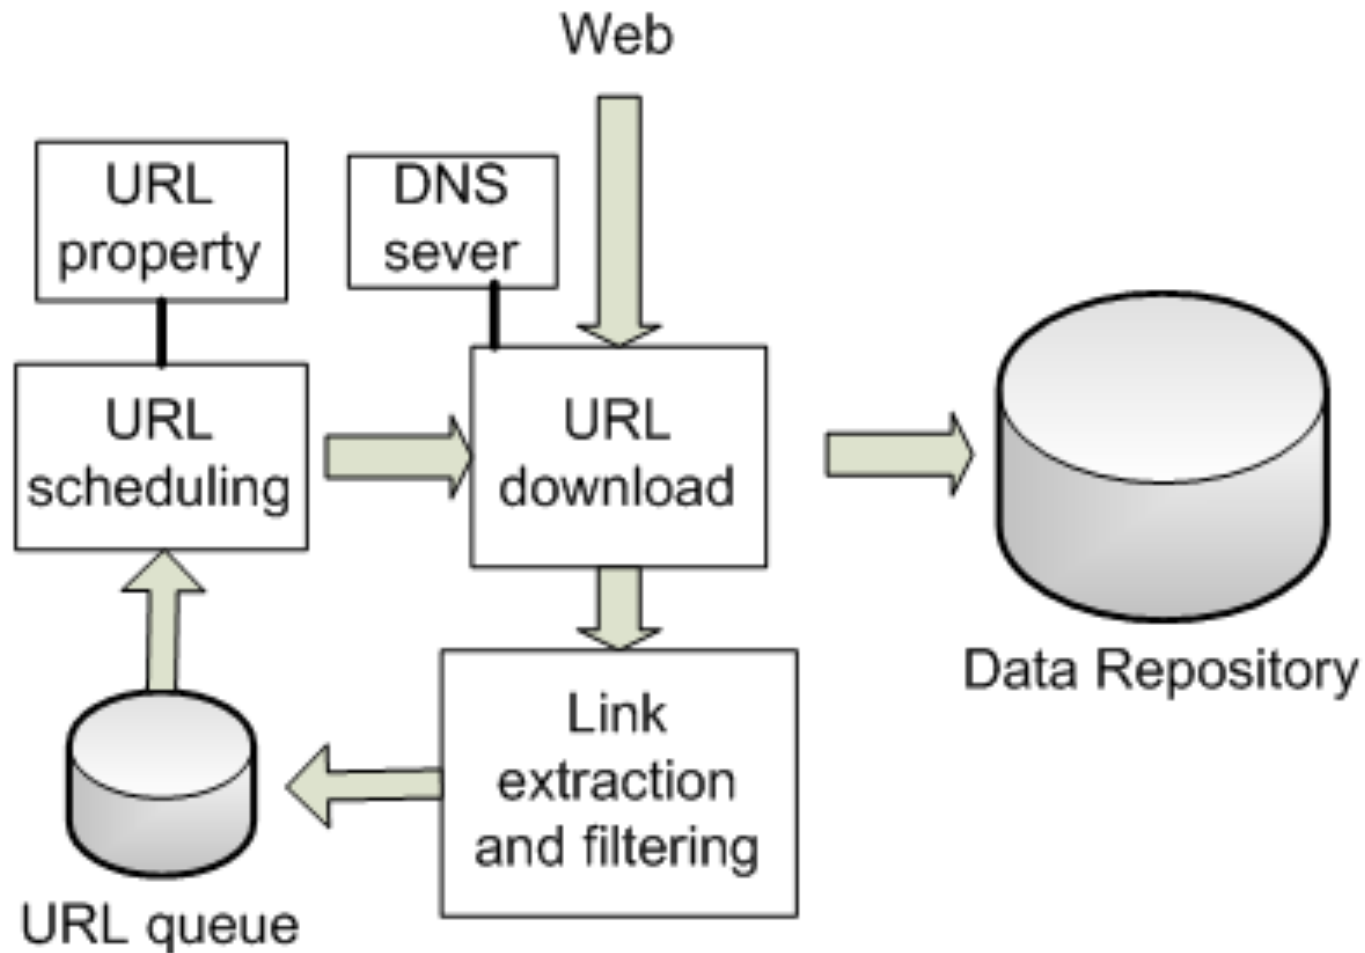 Web
URL
property
DNS
sever
URL
scheduling
URL
download
Data Repository
Link
extraction
and filtering
URL queue